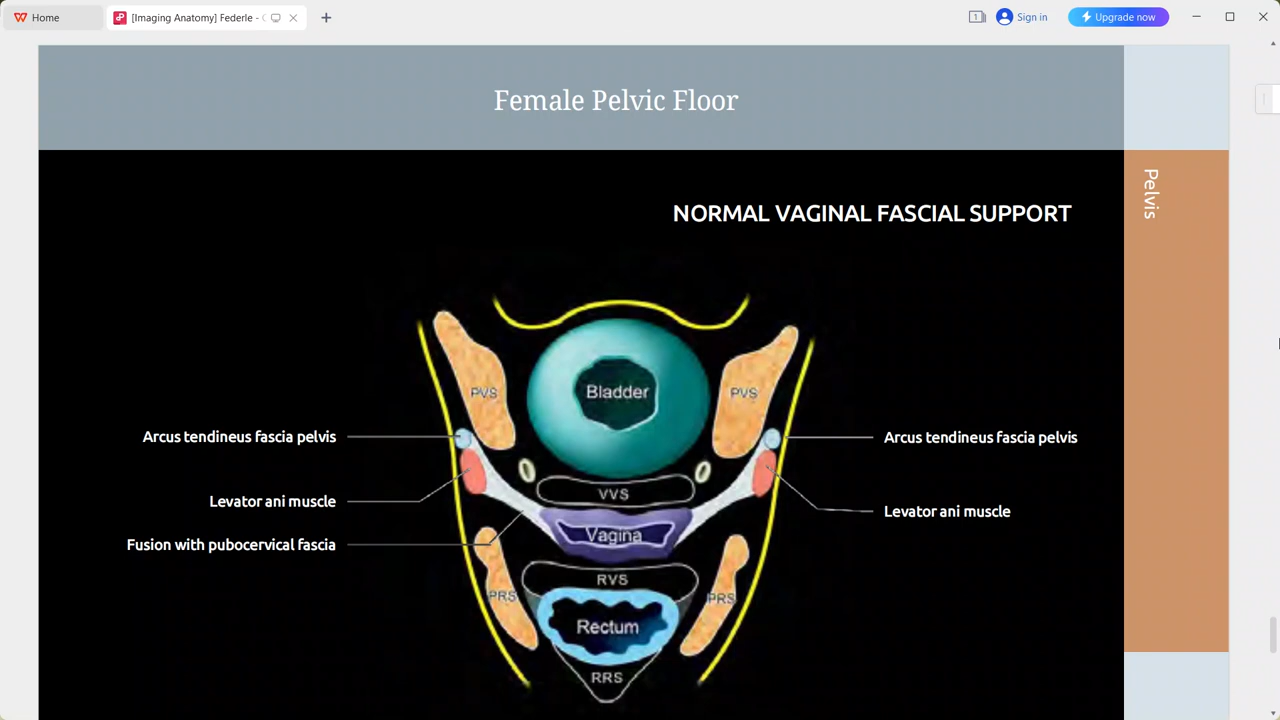 Home
[Imaging Anatomy] Federle -
1
Sign in
Upgrade now
Female Pelvic Floor
Pelvis
NORMAL VAGINAL FASCIAL SUPPORT
Bladder
PVS
PVS
Arcus tendineus fascia pelvis
Arcus tendineus fascia pelvis
Levator ani muscle
VVS
Levator ani muscle
Vagina
Fusion with pubocervical fascia
RVS
PRS
PRS
Rectum
RRS